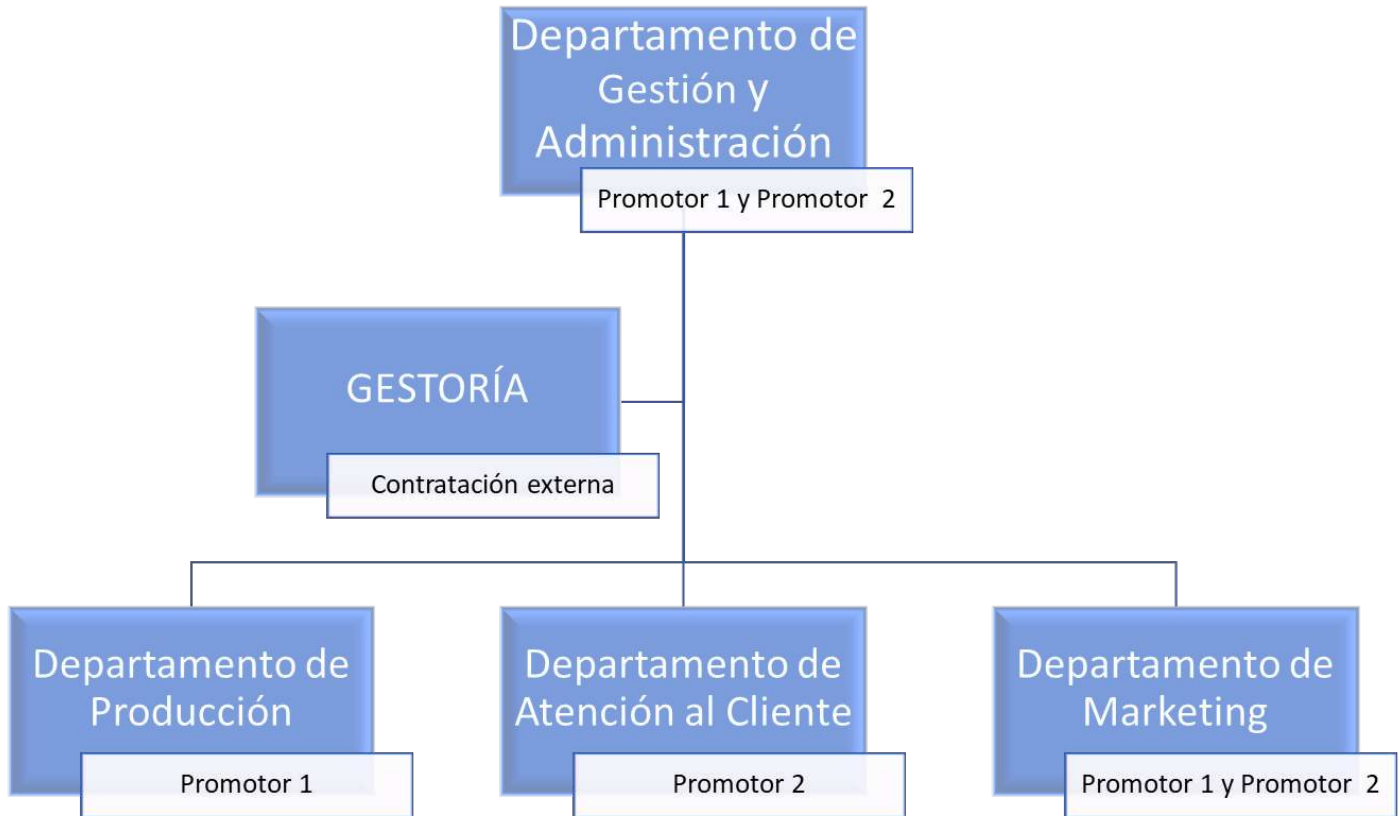 Departamento de
Gestión y
Administración
Promotor 1 y Promotor 2
GESTORÍA
Contratación externa
Departamento de
Producción
Promotor 1
Departamento de
Atención al Cliente
Promotor 2
Departamento de
Marketing
Promotor 1 y Promotor 2